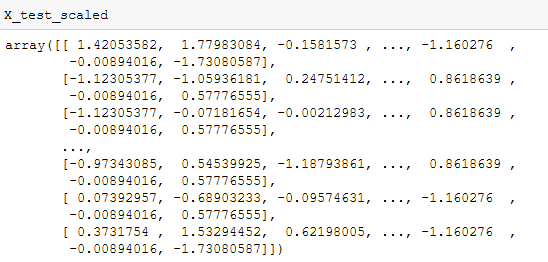 X_test_scaled
array([[ 1.42053582,  1.77983084, -0.1581573 , ..., -1.160276  ,
        -0.00894016, -1.73080587],
       [-1.12305377, -1.05936181,  0.24751412, ...,  0.8618639 ,
        -0.00894016,  0.57776555],
       [-1.12305377, -0.07181654, -0.00212983, ...,  0.8618639 ,
        -0.00894016,  0.57776555],
       ...,
       [-0.97343085,  0.54539925, -1.18793861, ...,  0.8618639 ,
        -0.00894016,  0.57776555],
       [ 0.07392957, -0.68903233, -0.09574631, ..., -1.160276  ,
        -0.00894016,  0.57776555],
       [ 0.3731754 ,  1.53294452,  0.62198005, ..., -1.160276  ,
        -0.00894016, -1.73080587]])